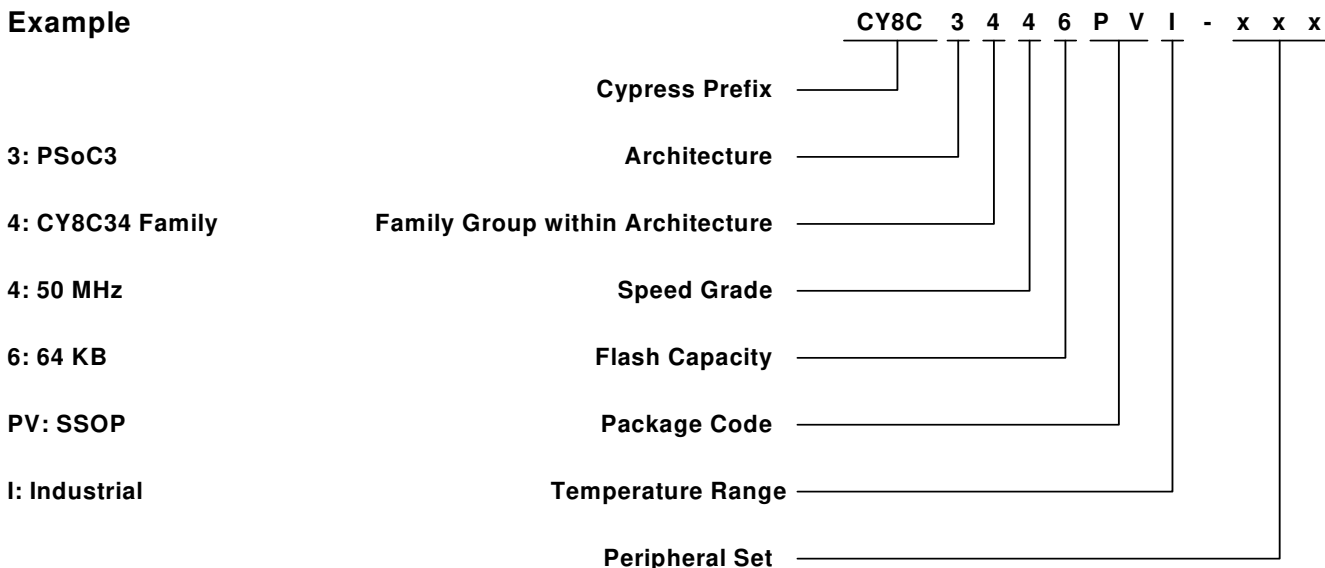 Example CY8C 3 4 4 6 P V I - x x x
Cypress Prefix
3: PSoC3 Architecture
4: CY8C34 Family Family Group within Architecture
4: 50 MHz Speed Grade
6: 64 KB Flash Capacity
PV: SSOP Package Code
I: Industrial Temperature Range
Peripheral Set